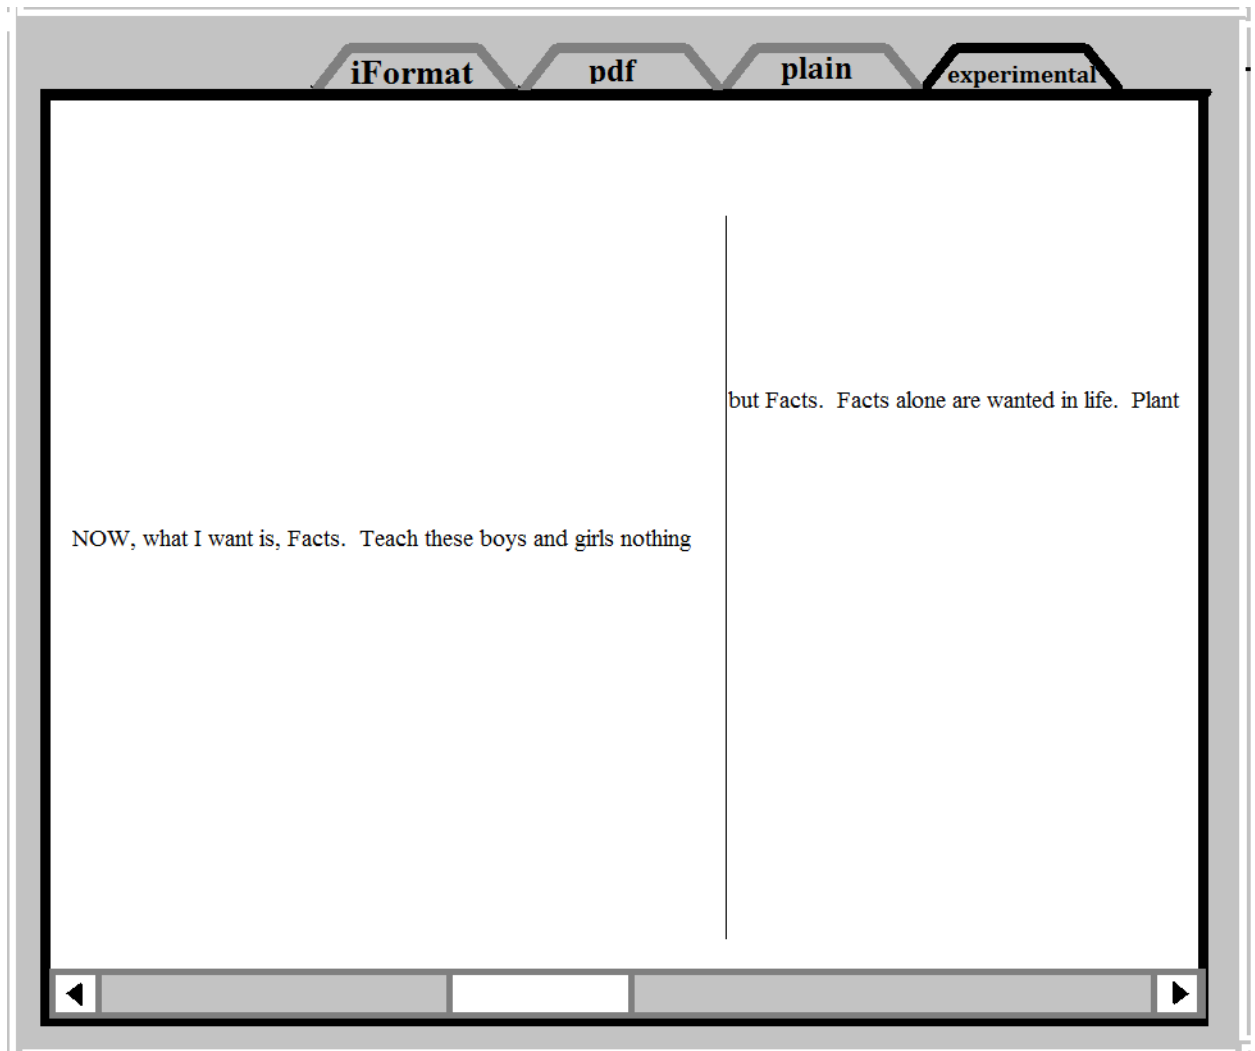 iFormat pdf plain experimental
NOW, what I want is, Facts.  Teach these boys and girls nothing
but Facts.  Facts alone are wanted in life.  Plant